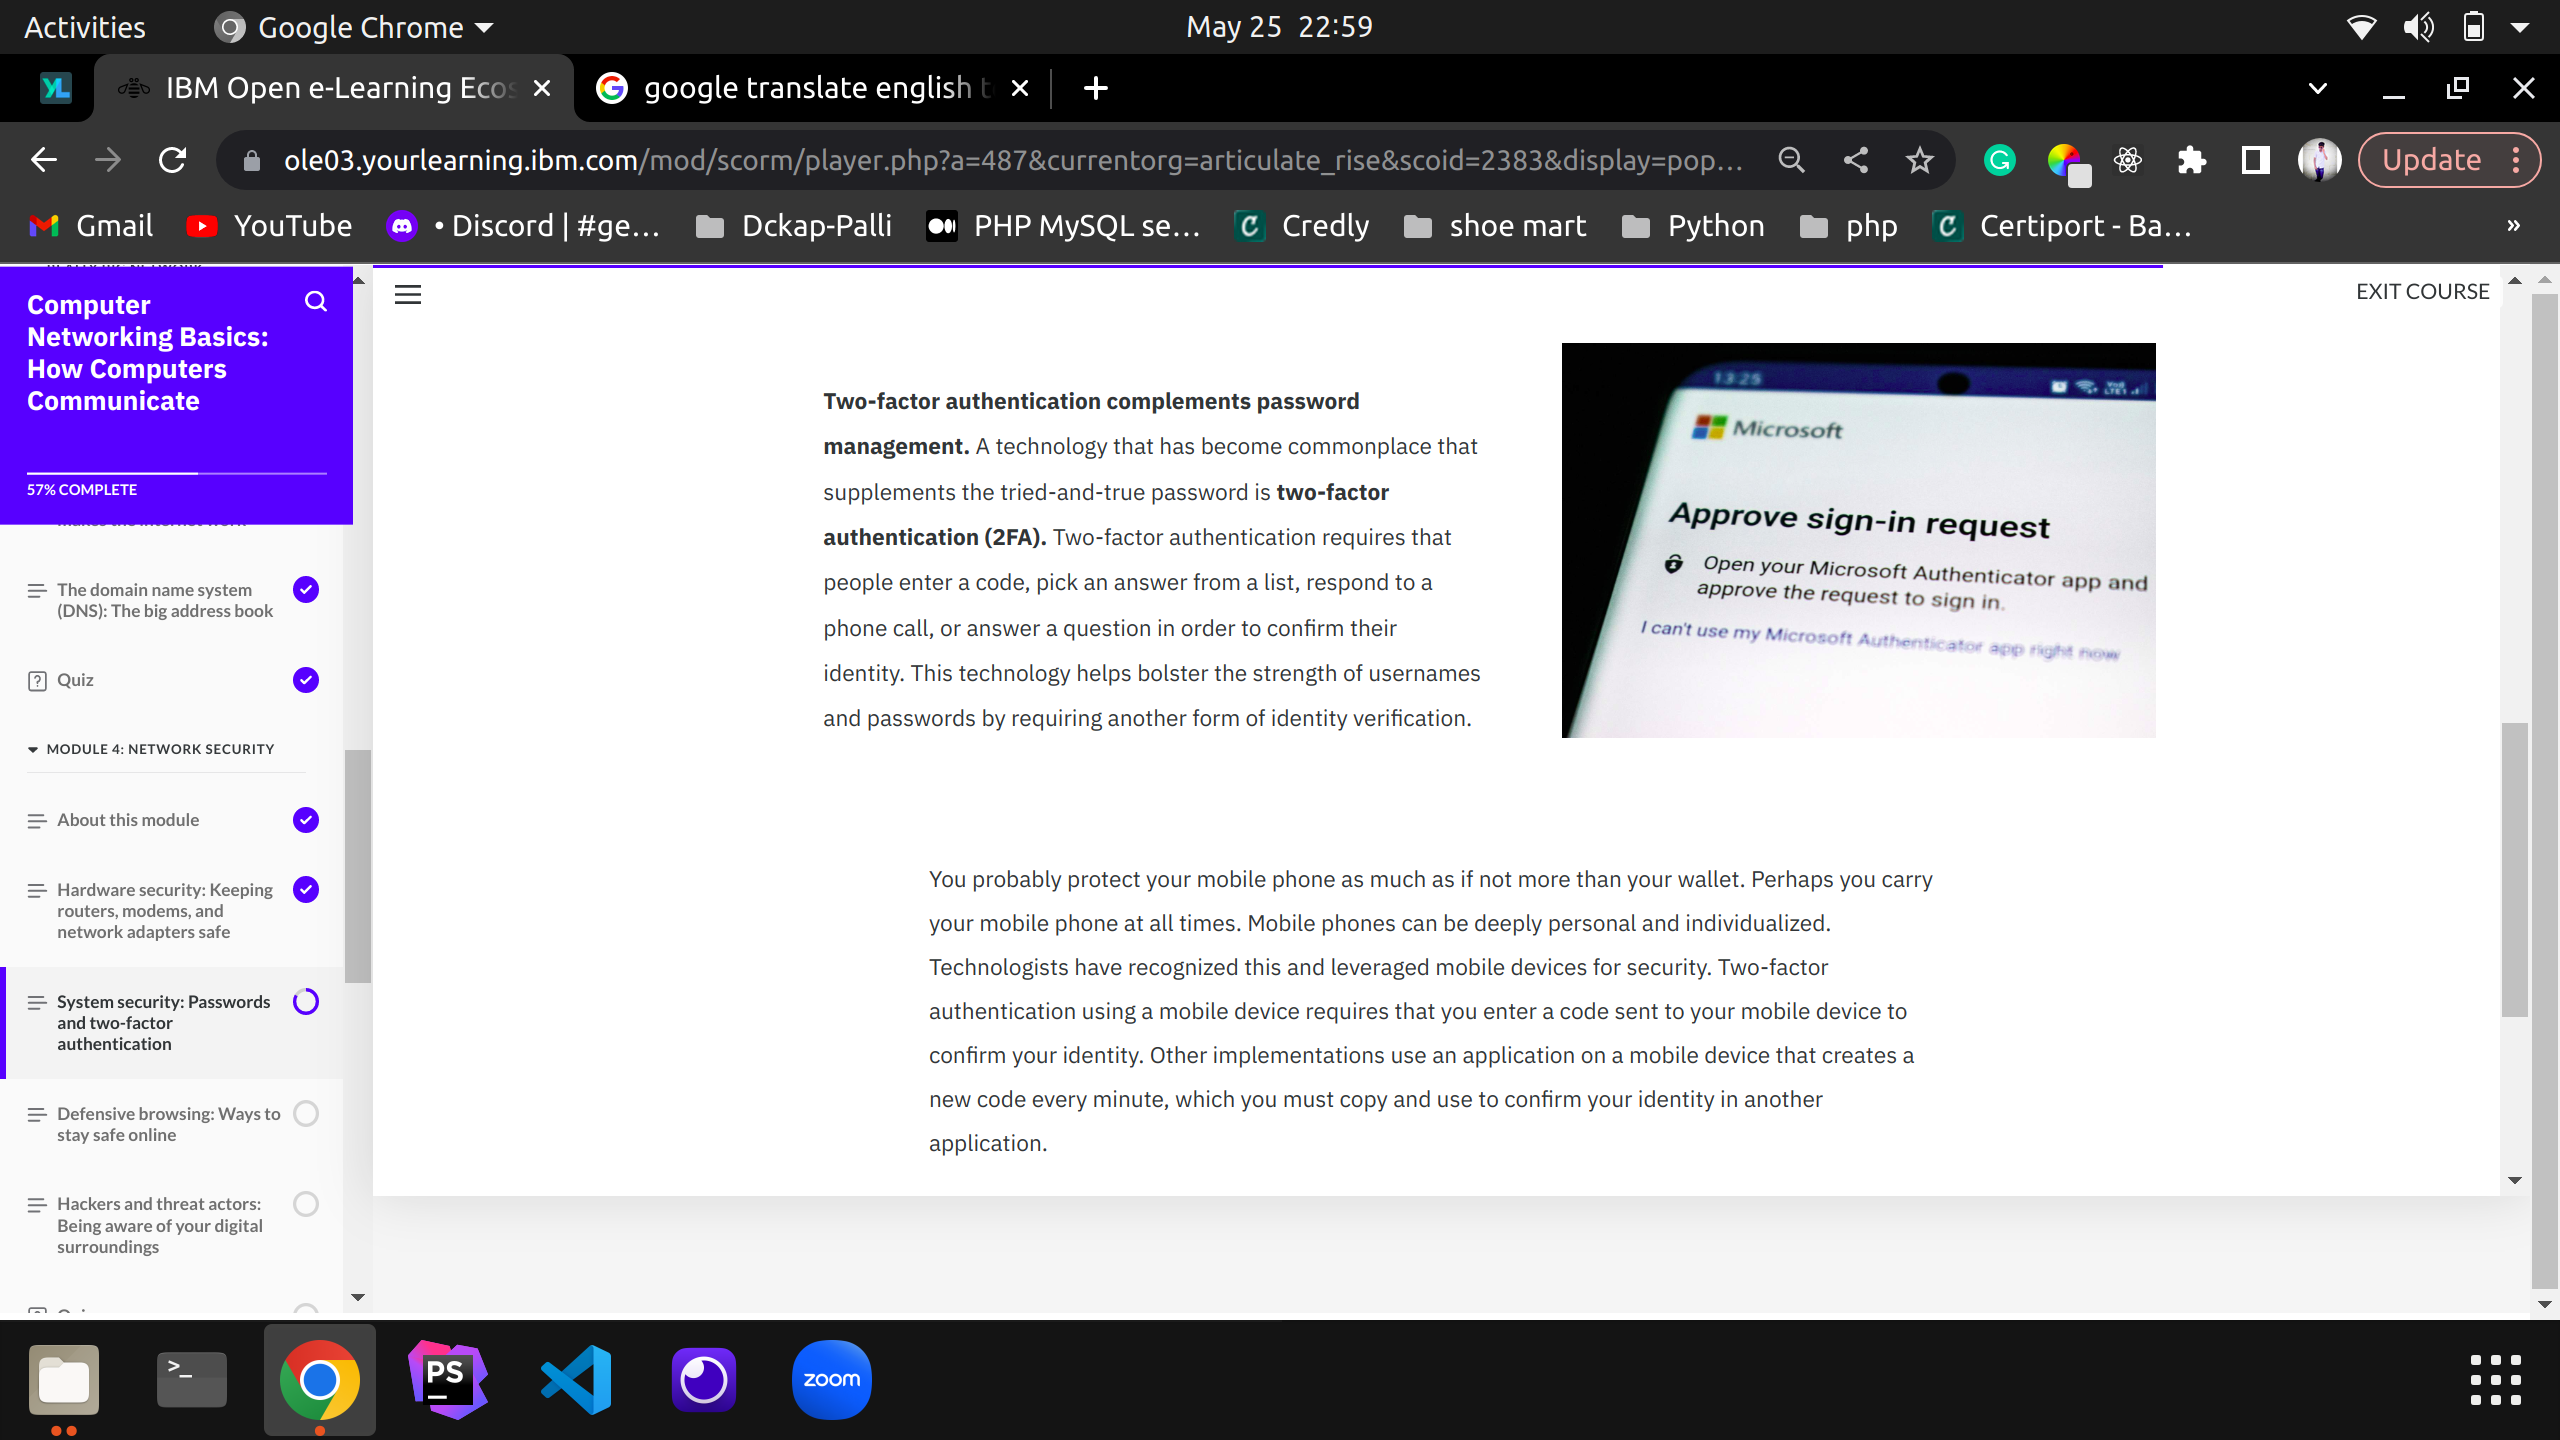 Activities
Google Chrome
May 25 22:59
IBM Open e-Learning Ecos
google translate english t
ole03.yourlearning.ibm.com/mod/scorm/player.php?a=487&currentorg=articulate_rise&scoid=2383&display=pop...
Update
Gmail
YouTube
• Discord | #ge...
Dckap-Palli
PHP MySQL se...
Credly
shoe mart
Python
php
Certiport - Ba...
»
Computer
Networking Basics:
How Computers
Communicate
57% COMPLETE
The domain name system
(DNS): The big address book
Quiz
MODULE 4: NETWORK SECURITY
About this module
Hardware security: Keeping
routers, modems, and
network adapters safe
System security: Passwords
and two-factor
authentication
Defensive browsing: Ways to
stay safe online
Hackers and threat actors:
Being aware of your digital
surroundings
EXIT COURSE
Two-factor authentication complements password
management. A technology that has become commonplace that
supplements the tried-and-true password is two-factor
authentication (2FA). Two-factor authentication requires that
people enter a code, pick an answer from a list, respond to a
phone call, or answer a question in order to confirm their
identity. This technology helps bolster the strength of usernames
and passwords by requiring another form of identity verification.
13:25
Microsoft
Approve sign-in request
Open your Microsoft Authenticator app and
approve the request to sign in.
I can't use my Microsoft Authenticator app right now
You probably protect your mobile phone as much as if not more than your wallet. Perhaps you carry
your mobile phone at all times. Mobile phones can be deeply personal and individualized.
Technologists have recognized this and leveraged mobile devices for security. Two-factor
authentication using a mobile device requires that you enter a code sent to your mobile device to
confirm your identity. Other implementations use an application on a mobile device that creates a
new code every minute, which you must copy and use to confirm your identity in another
application.
PS
zoom